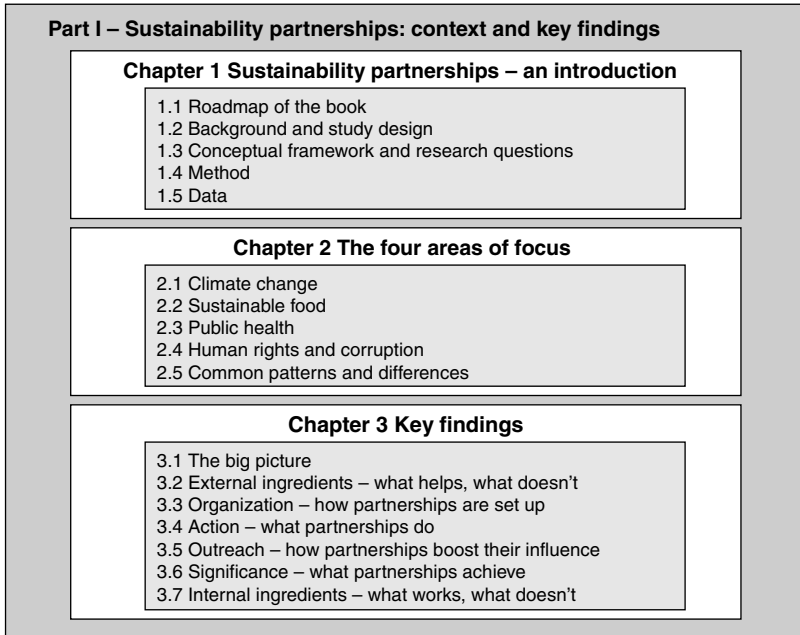 Part I – Sustainability partnerships: context and key findings
Chapter 1 Sustainability partnerships – an introduction
1.1 Roadmap of the book
1.2 Background and study design
1.3 Conceptual framework and research questions
1.4 Method
1.5 Data
Chapter 2 The four areas of focus
2.1 Climate change
2.2 Sustainable food
2.3 Public health
2.4 Human rights and corruption
2.5 Common patterns and differences
Chapter 3 Key findings
3.1 The big picture
3.2 External ingredients – what helps, what doesn't
3.3 Organization – how partnerships are set up
3.4 Action – what partnerships do
3.5 Outreach – how partnerships boost their influence
3.6 Significance – what partnerships achieve
3.7 Internal ingredients – what works, what doesn't